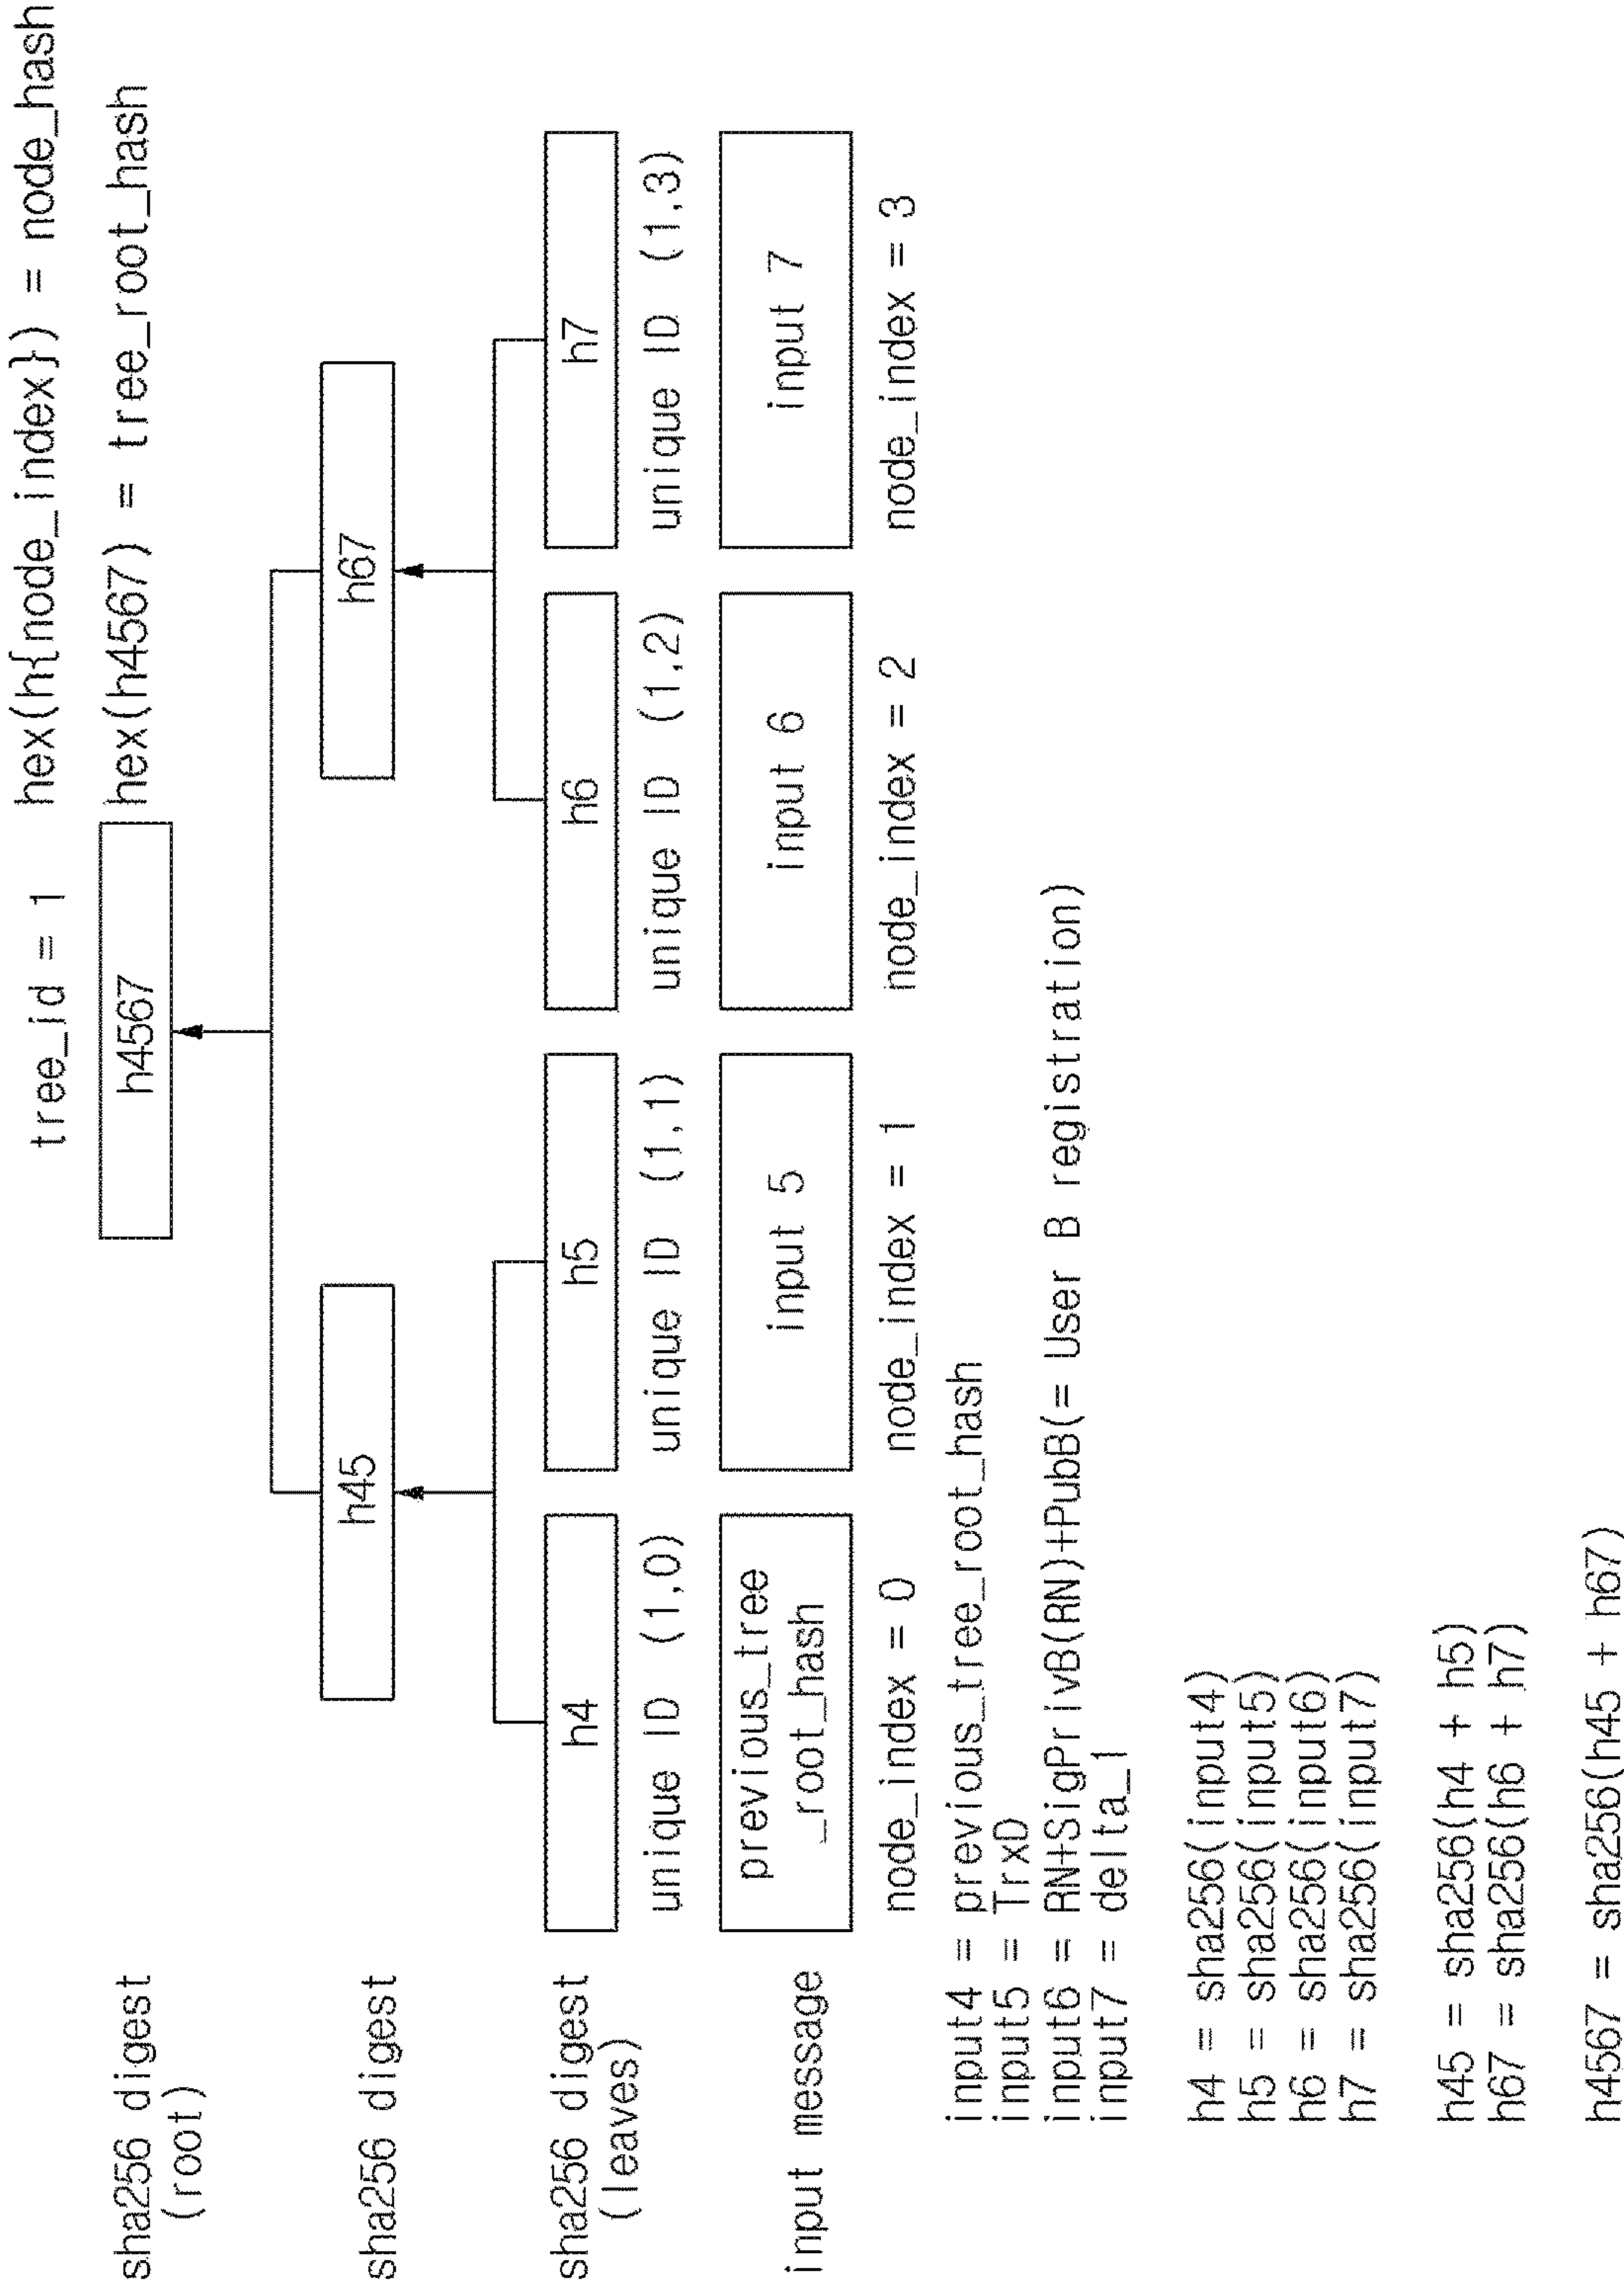 tree_id = 1 hex(h{node_index}) = node_hash
sha256 digest
(root)
h4567
hex(h4567) = tree_root_hash
sha256 digest
h45
h67
sha256 digest
(leaves)
h4
h5
h6
h7
unique ID (1,0)
unique ID (1,1)
unique ID (1,2)
unique ID (1,3)
input message
previous_tree
_root_hash
input 5
input 6
input 7
node_index = 0
node_index = 1
node_index = 2
node_index = 3
input4 = previous_tree_root_hash
input5 = TrxD
input6 = RN+SigPrivB(RN)+PubB(= User B registration)
input7 = delta_1
h4 = sha256(input4)
h5 = sha256(input5)
h6 = sha256(input6)
h7 = sha256(input7)
h45 = sha256(h4 + h5)
h67 = sha256(h6 + h7)
h4567 = sha256(h45 + h67)